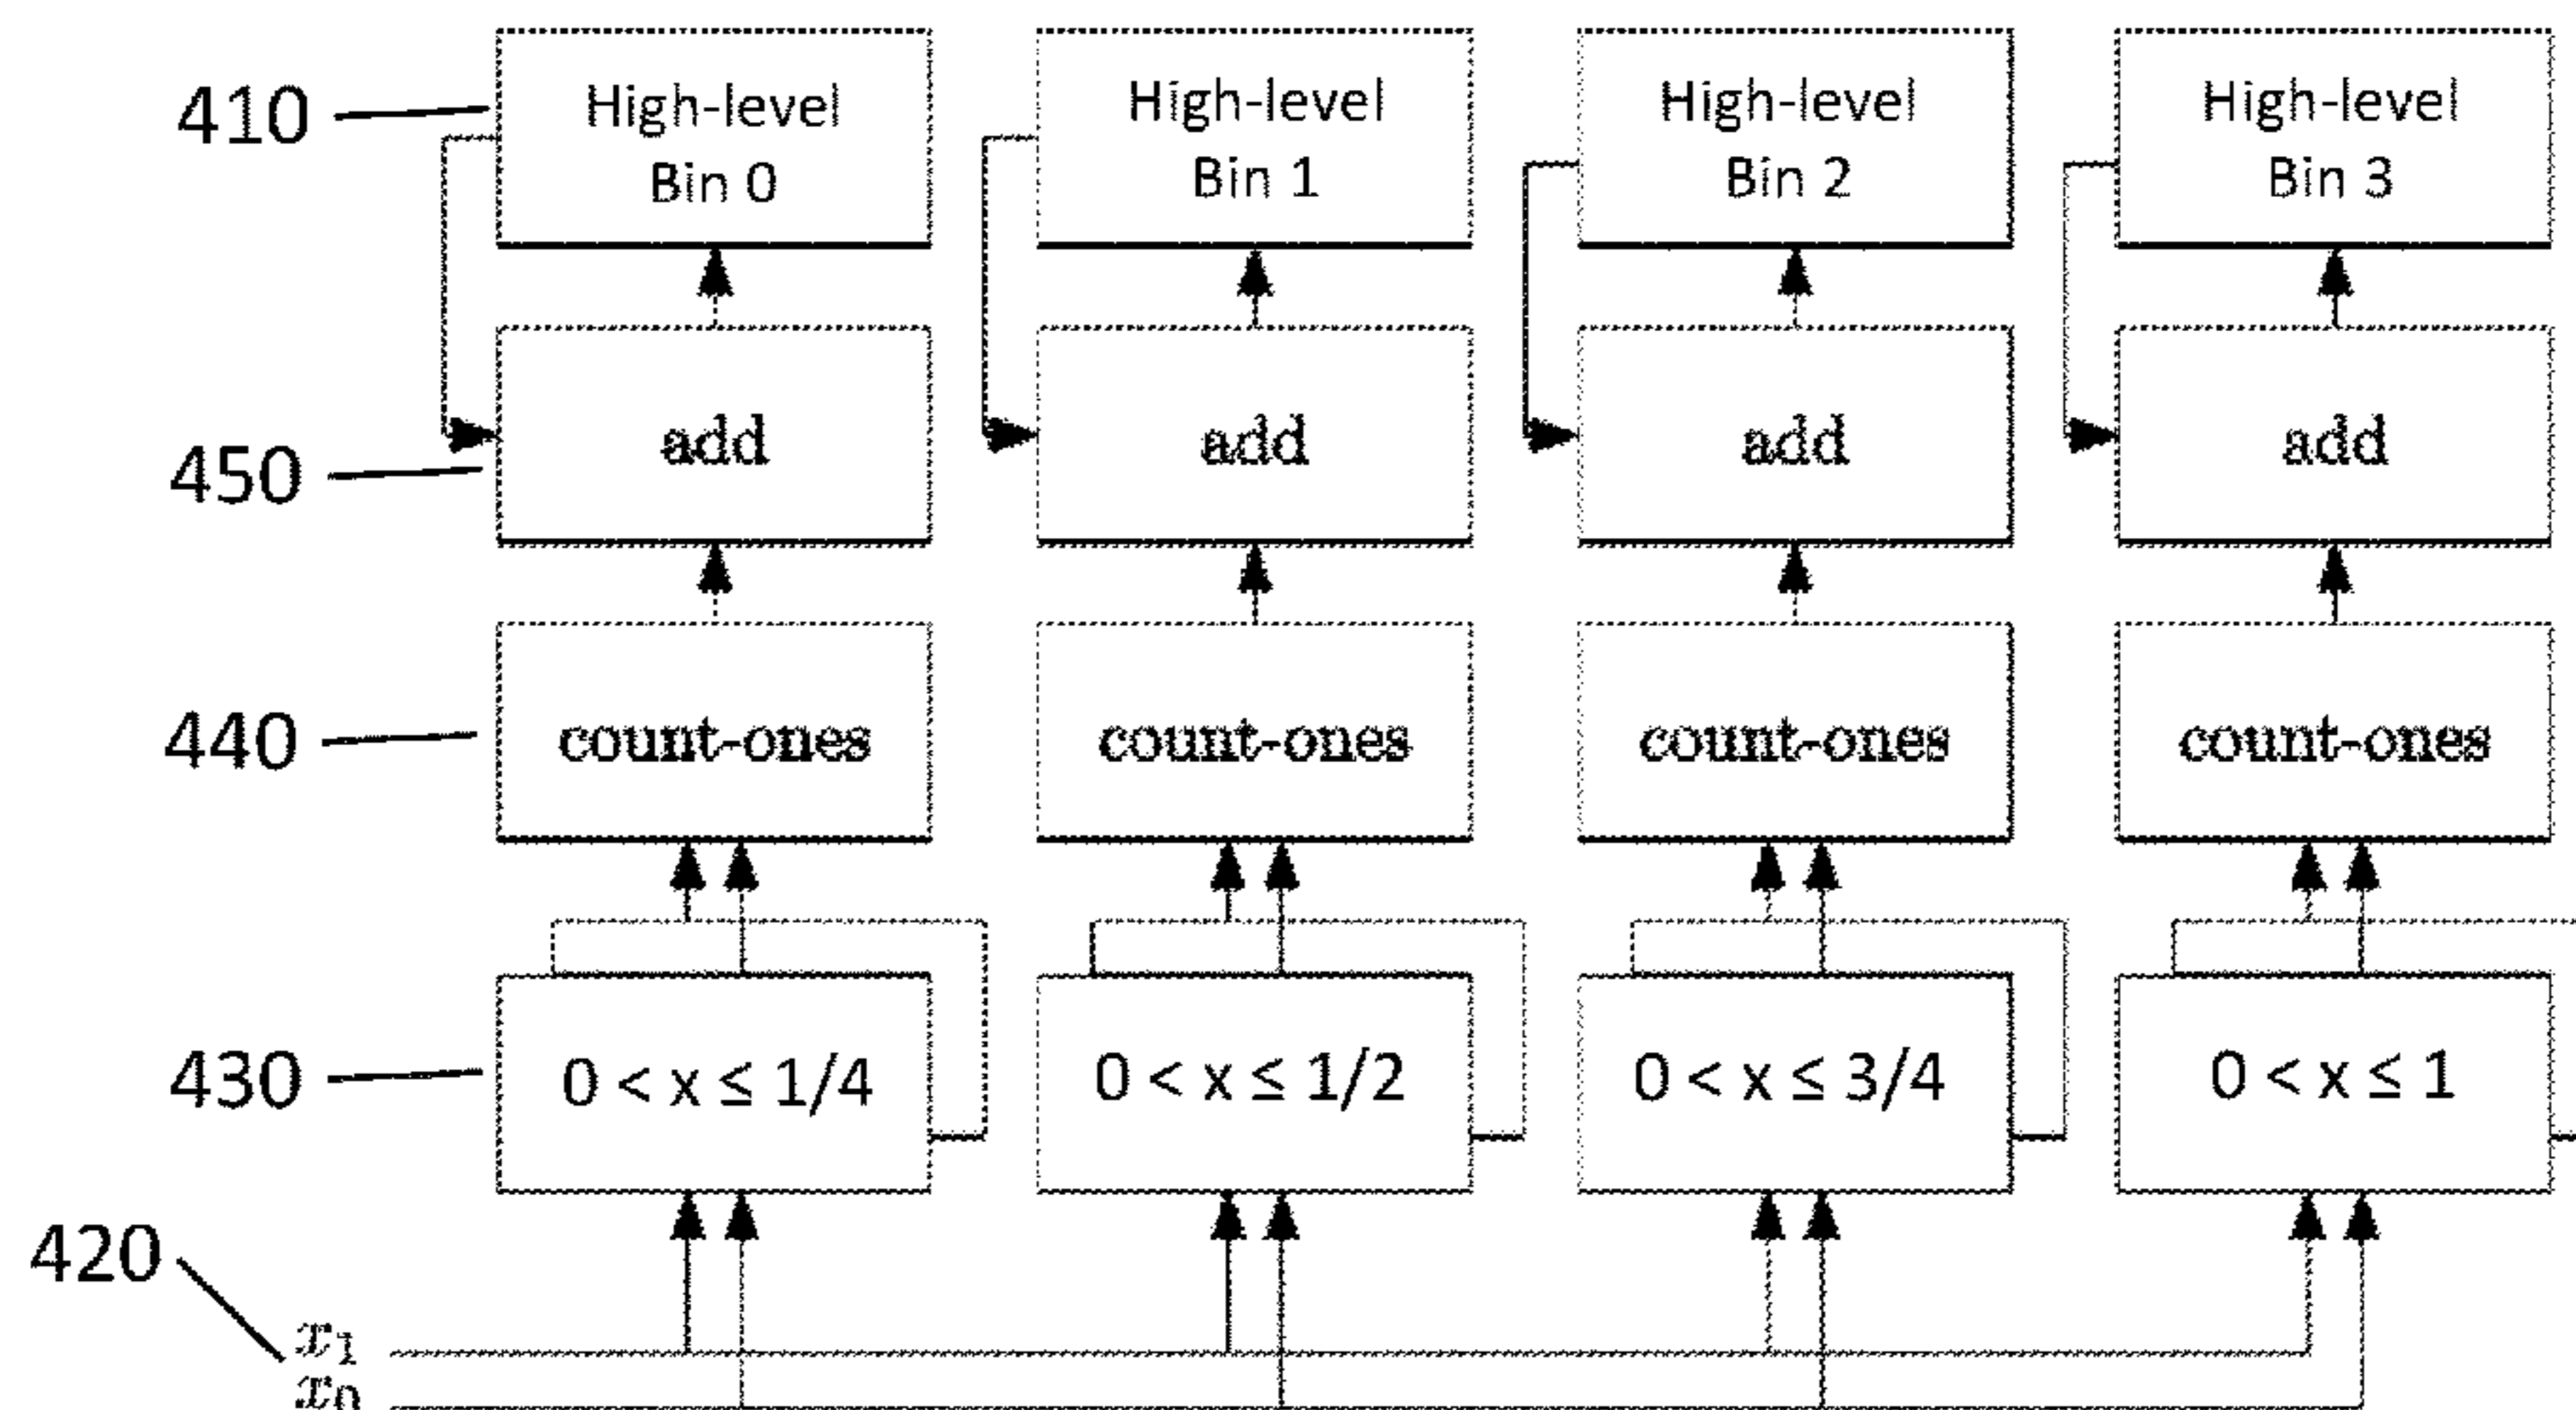 410
High-level
Bin 0
High-level
Bin 1
High-level
Bin 2
High-level
Bin 3
450
add
add
add
add
440
count-ones
count-ones
count-ones
count-ones
430
0 < x ≤ 1/4
0 < x ≤ 1/2
0 < x ≤ 3/4
0 < x ≤ 1
420
x₁
x₀